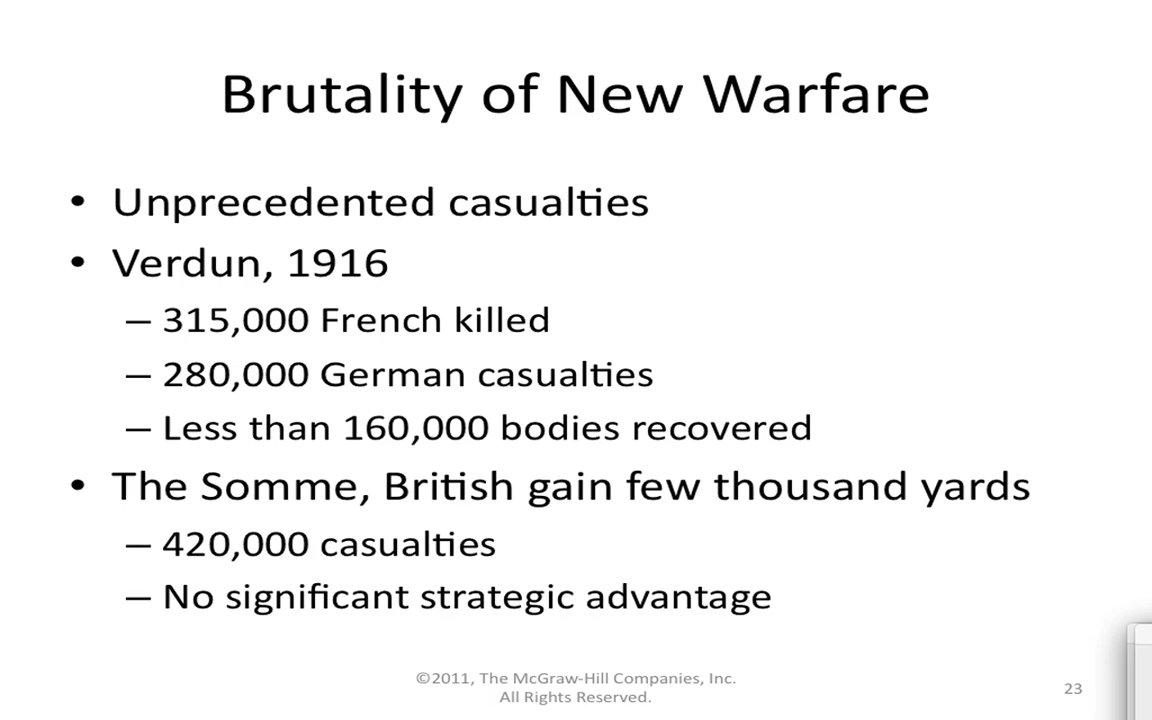 Brutality of New Warfare
• Unprecedented casualties
• Verdun, 1916
– 315,000 French killed
– 280,000 German casualties
– Less than 160,000 bodies recovered
• The Somme, British gain few thousand yards
– 420,000 casualties
– No significant strategic advantage
©2011, The McGraw-Hill Companies, Inc.
All Rights Reserved.
23